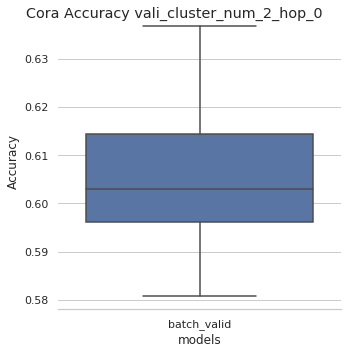 Cora Accuracy vali_cluster_num_2_hop_0
0.63
0.62
0.61
0.60
0.59
0.58
Accuracy
batch_valid
models